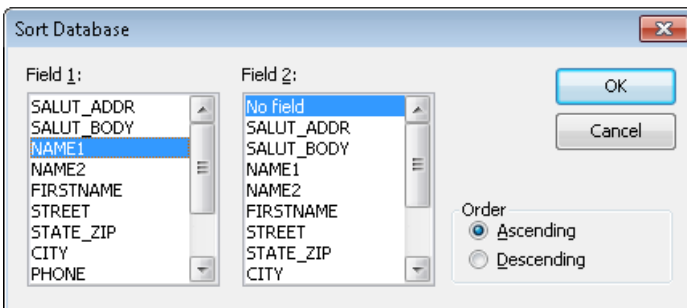 Sort Database
Field 1:
SALUT_ADDR
SALUT_BODY
NAME1
NAME2
FIRSTNAME
STREET
STATE_ZIP
CITY
PHONE
Field 2:
No field
SALUT_ADDR
SALUT_BODY
NAME1
NAME2
FIRSTNAME
STREET
STATE_ZIP
CITY
OK
Cancel
Order
Ascending
Descending